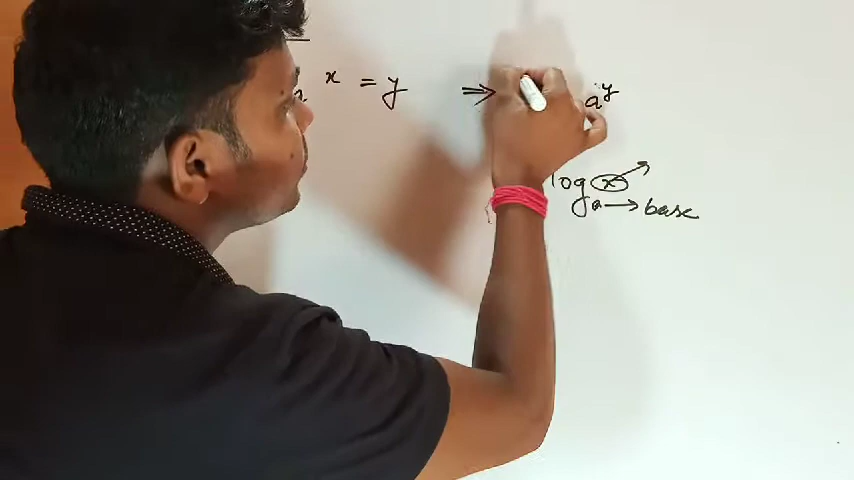 x = y ⇒ a^y
log x →
a → base